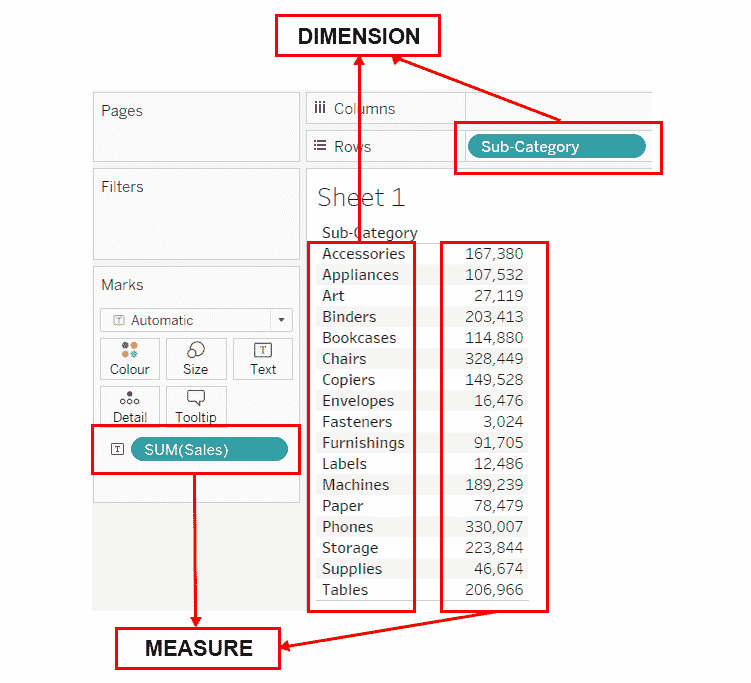 DIMENSION
Pages
Columns
Rows
Sub-Category
Filters
Sheet 1
Sub-Category
Accessories 167,380
Appliances 107,532
Art 27,119
Binders 203,413
Bookcases 114,880
Chairs 328,449
Copiers 149,528
Envelopes 16,476
Fasteners 3,024
Furnishings 91,705
Labels 12,486
Machines 189,239
Paper 78,479
Phones 330,007
Storage 223,844
Supplies 46,674
Tables 206,966
Marks
T Automatic
Colour Size T Text
Detail Tooltip
T SUM(Sales)
MEASURE